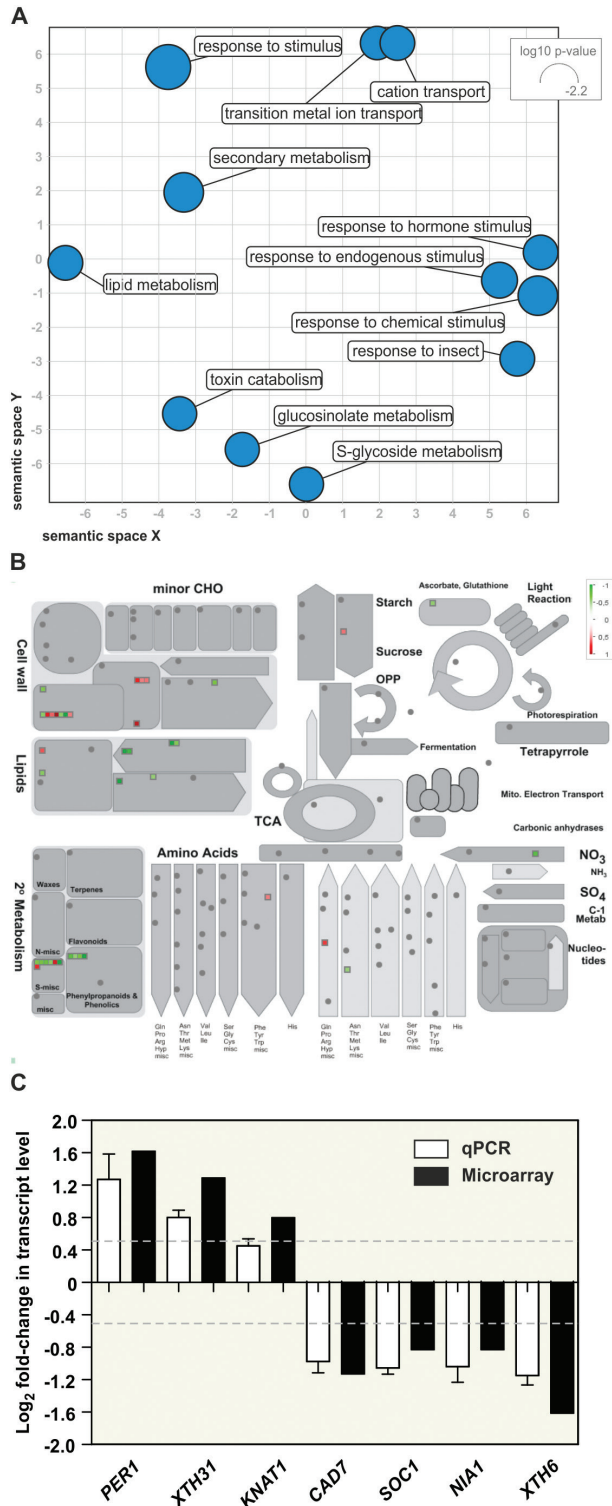 A
response to stimulus
cation transport
transition metal ion transport
secondary metabolism
response to hormone stimulus
response to endogenous stimulus
lipid metabolism
response to chemical stimulus
response to insect
toxin catabolism
glucosinolate metabolism
S-glycoside metabolism
log10 p-value
-2.2
6
5
4
3
2
1
0
-1
-2
-3
-4
-5
-6
semantic space Y
-6 -5 -4 -3 -2 -1 0 1 2 3 4 5 6
semantic space X
B
minor CHO
Cell wall
Lipids
2° Metabolism
Starch
Sucrose
OPP
Ascorbate, Glutathione
Light
Reaction
-1
-0,5
0
0,5
1
Photorespiration
Tetrapyrrole
Fermentation
Mito. Electron Transport
TCA
Carbonic anhydrases
Amino Acids
NO3
NH3
SO4
C-1
Metab
Nucleo-
tides
Waxes
Terpenes
Flavonoids
N-misc
S-misc
Phenylpropanoids &
Phenolics
misc
Gln
Pro
Arg
Hyp
misc
Asn
Thr
Met
Lys
misc
Val
Leu
Ile
Ser
Gly
Cys
misc
Phe
Tyr
Trp
misc
His
Gln
Pro
Arg
Hyp
misc
Asn
Thr
Met
Lys
misc
Val
Leu
Ile
Ser
Gly
Cys
misc
Phe
Tyr
Trp
misc
His
C
Log2 fold-change in transcript level
2.0
1.6
1.2
0.8
0.4
0
-0.4
-0.8
-1.2
-1.6
-2.0
qPCR
Microarray
PER1
XTH31
KNAT1
CAD7
SOC1
NIA1
XTH6